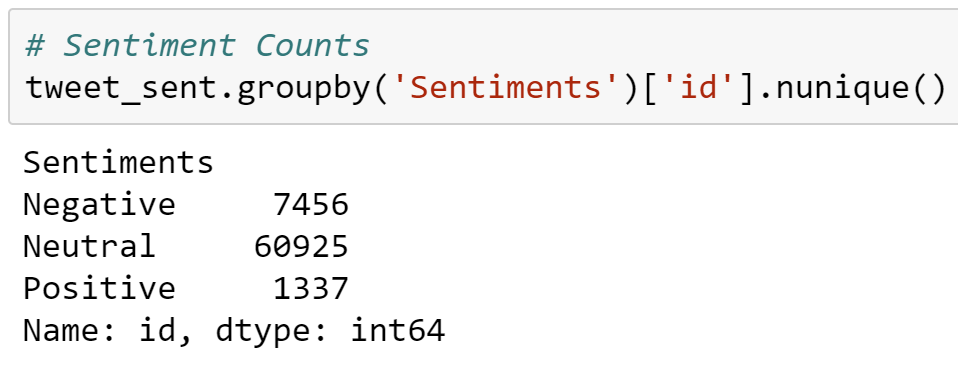 # Sentiment Counts
tweet_sent.groupby('Sentiments')['id'].nunique()
Sentiments
Negative     7456
Neutral     60925
Positive     1337
Name: id, dtype: int64